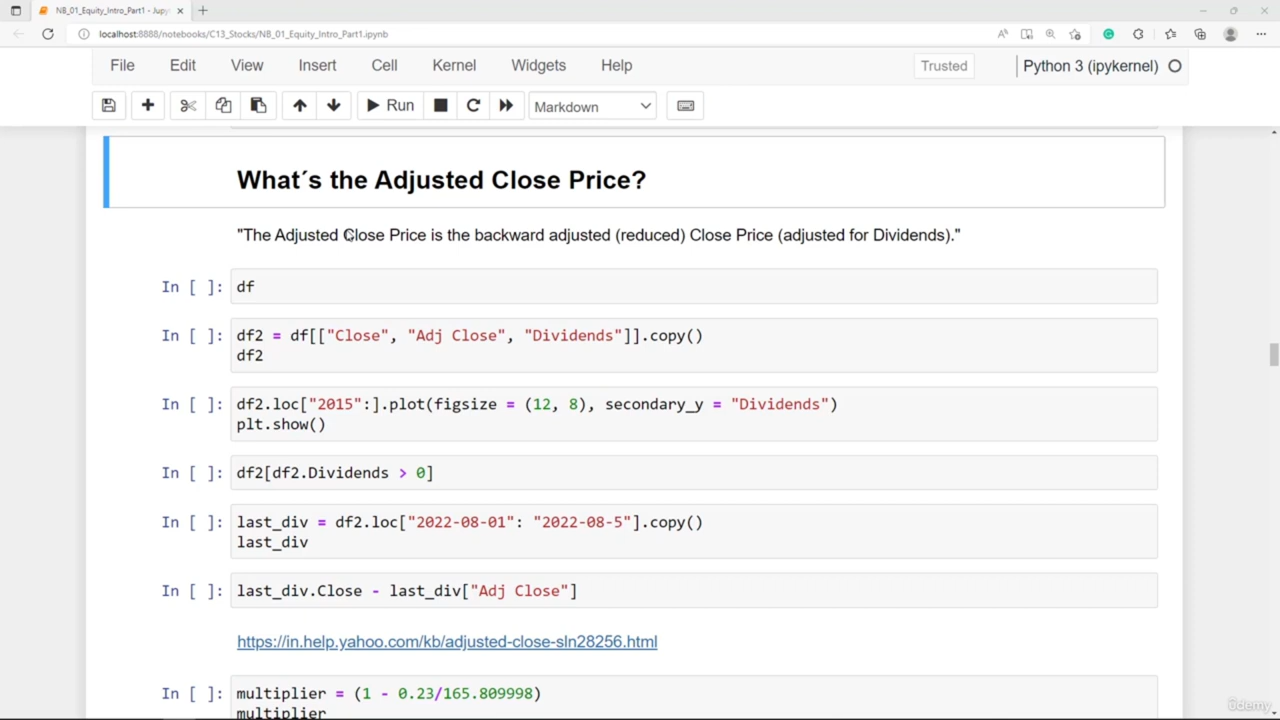 NB_01_Equity_Intro_Part1 - Jupy
localhost:8888/notebooks/C13_Stocks/NB_01_Equity_Intro_Part1.ipynb
File Edit View Insert Cell Kernel Widgets Help Trusted Python 3 (ipykernel)
Run Markdown
What´s the Adjusted Close Price?
"The Adjusted Close Price is the backward adjusted (reduced) Close Price (adjusted for Dividends)."
In [ ]: df
In [ ]: df2 = df[["Close", "Adj Close", "Dividends"]].copy()
df2
In [ ]: df2.loc["2015":].plot(figsize = (12, 8), secondary_y = "Dividends")
plt.show()
In [ ]: df2[df2.Dividends > 0]
In [ ]: last_div = df2.loc["2022-08-01": "2022-08-5"].copy()
last_div
In [ ]: last_div.Close - last_div["Adj Close"]
https://in.help.yahoo.com/kb/adjusted-close-sln28256.html
In [ ]: multiplier = (1 - 0.23/165.809998)
multiplier
ûdemy